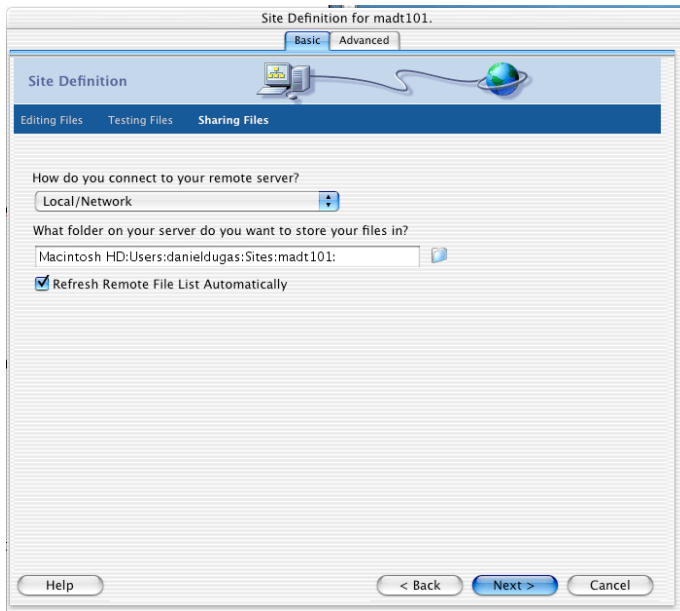 Site Definition for madt101.
Basic Advanced
Site Definition
Editing Files Testing Files Sharing Files
How do you connect to your remote server?
Local/Network
What folder on your server do you want to store your files in?
Macintosh HD:Users:danieldugas:Sites:madt101:
Refresh Remote File List Automatically
Help < Back Next > Cancel